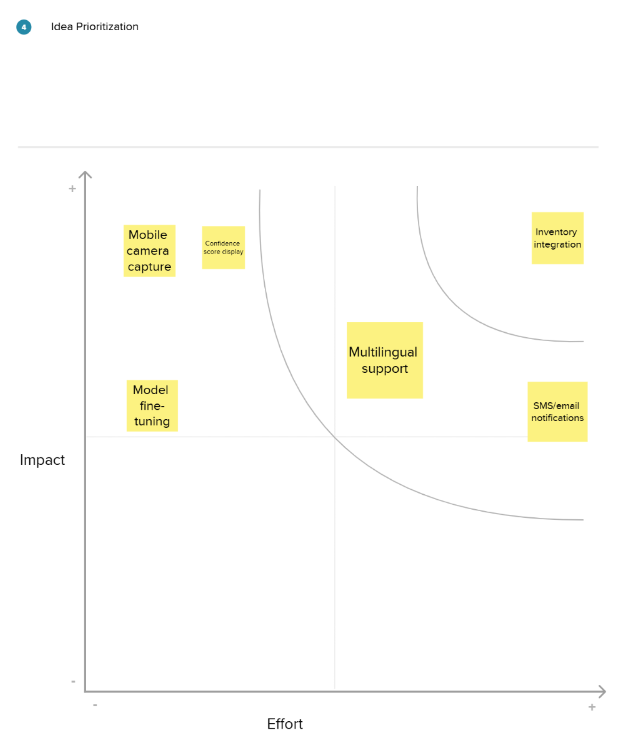 4
Idea Prioritization
+
Mobile
camera
capture
Confidence
score display
Inventory
integration
Multilingual
support
Model
fine-
tuning
SMS/email
notifications
Impact
-
-
+
Effort